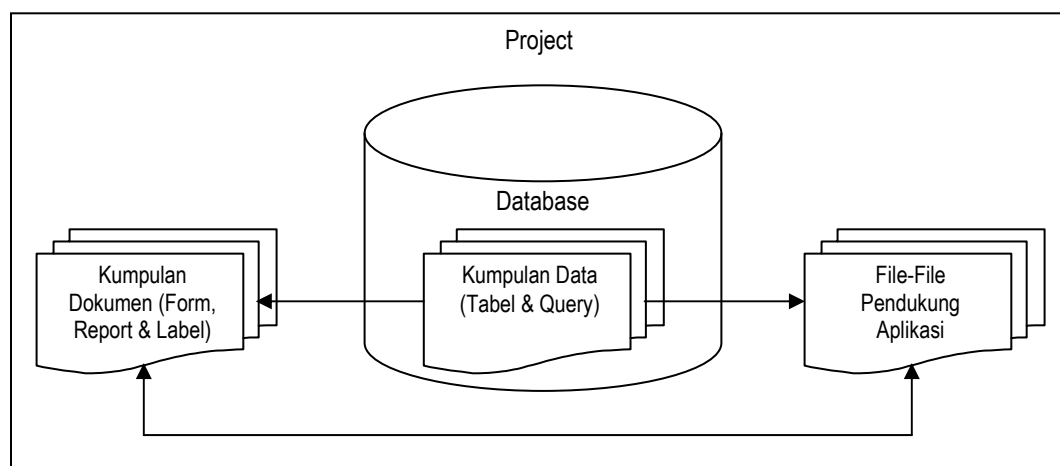 Project
Database
Kumpulan
Dokumen (Form,
Report & Label)
Kumpulan Data
(Tabel & Query)
File-File
Pendukung
Aplikasi